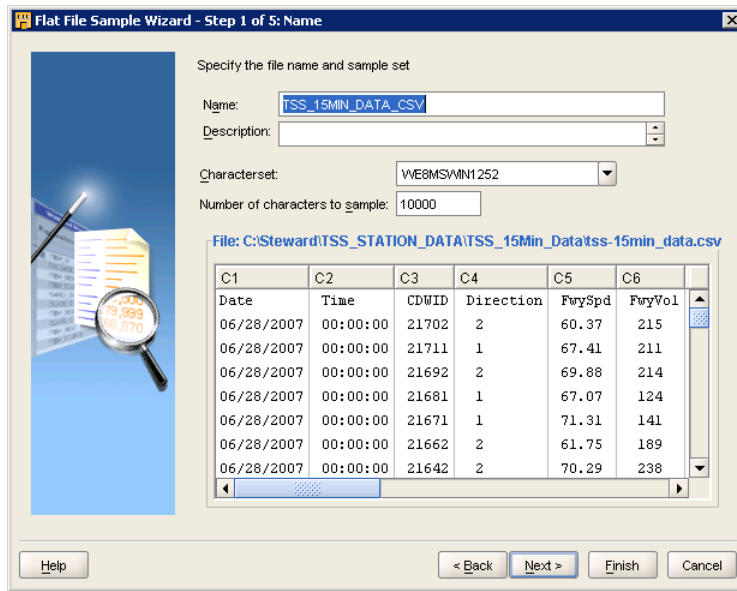 Flat File Sample Wizard - Step 1 of 5: Name
Specify the file name and sample set
Name: TSS_15MIN_DATA_CSV
Description:
Characterset: WE8MSWIN1252
Number of characters to sample: 10000
File: C:\Steward\TSS_STATION_DATA\TSS_15Min_Data\tss-15min_data.csv
C1 C2 C3 C4 C5 C6
Date Time CDWID Direction FwySpd FwyVol
06/28/2007 00:00:00 21702 2 60.37 215
06/28/2007 00:00:00 21711 1 67.41 211
06/28/2007 00:00:00 21692 2 69.88 214
06/28/2007 00:00:00 21681 1 67.07 124
06/28/2007 00:00:00 21671 1 71.31 141
06/28/2007 00:00:00 21662 2 61.75 189
06/28/2007 00:00:00 21642 2 70.29 238
Help < Back Next > Finish Cancel